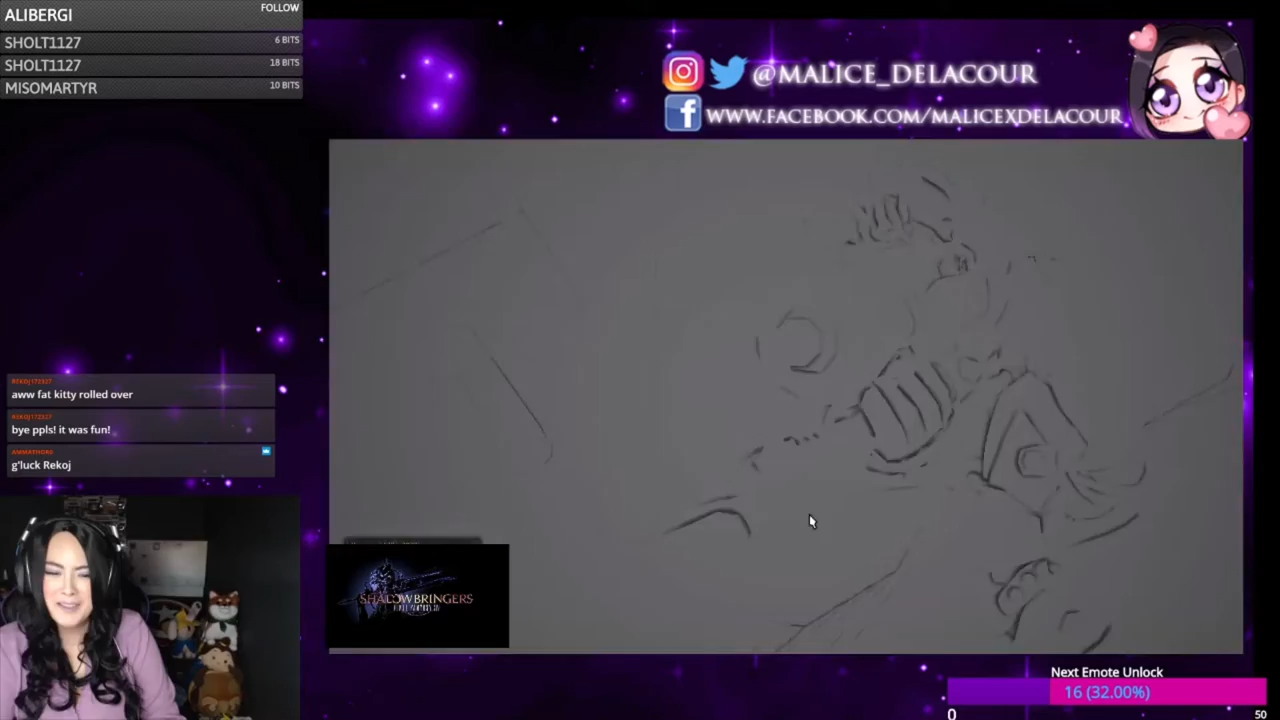 ALIBERGI FOLLOW
SHOLT1127 6 BITS
SHOLT1127 18 BITS
MISOMARTYR 10 BITS
@MALICE_DELACOUR
WWW.FACEBOOK.COM/MALICEXDELACOUR
aww fat kitty rolled over
bye ppls! it was fun!
AMMATHORE
g'luck Rekoj
SHADOWBRINGERS
Next Emote Unlock
16 (32.00%)
0 50